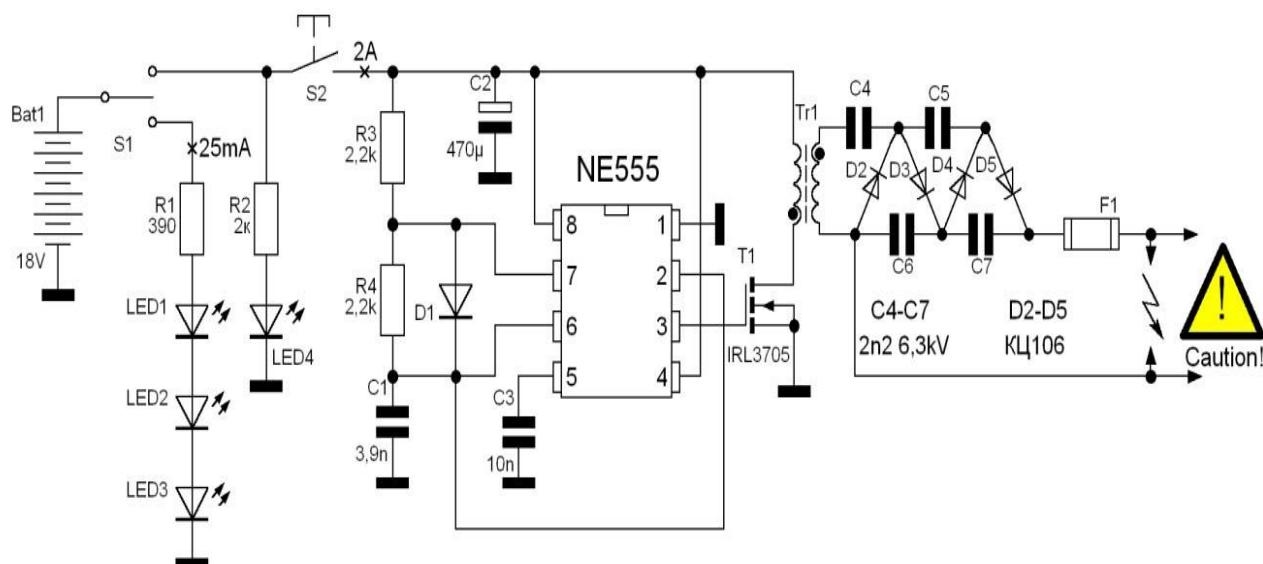 Bat1
18V
S1
25mA
R1
390
LED1
LED2
LED3
R2
2к
LED4
S2
2A
R3
2,2k
R4
2,2k
D1
C1
3,9n
C2
470µ
C3
10n
NE555
8
7
6
5
1
2
3
4
T1
IRL3705
Tr1
C4
C5
D2
D3
D4
D5
C6
C7
F1
C4-C7
2n2 6,3kV
D2-D5
КЦ106
!
Caution!